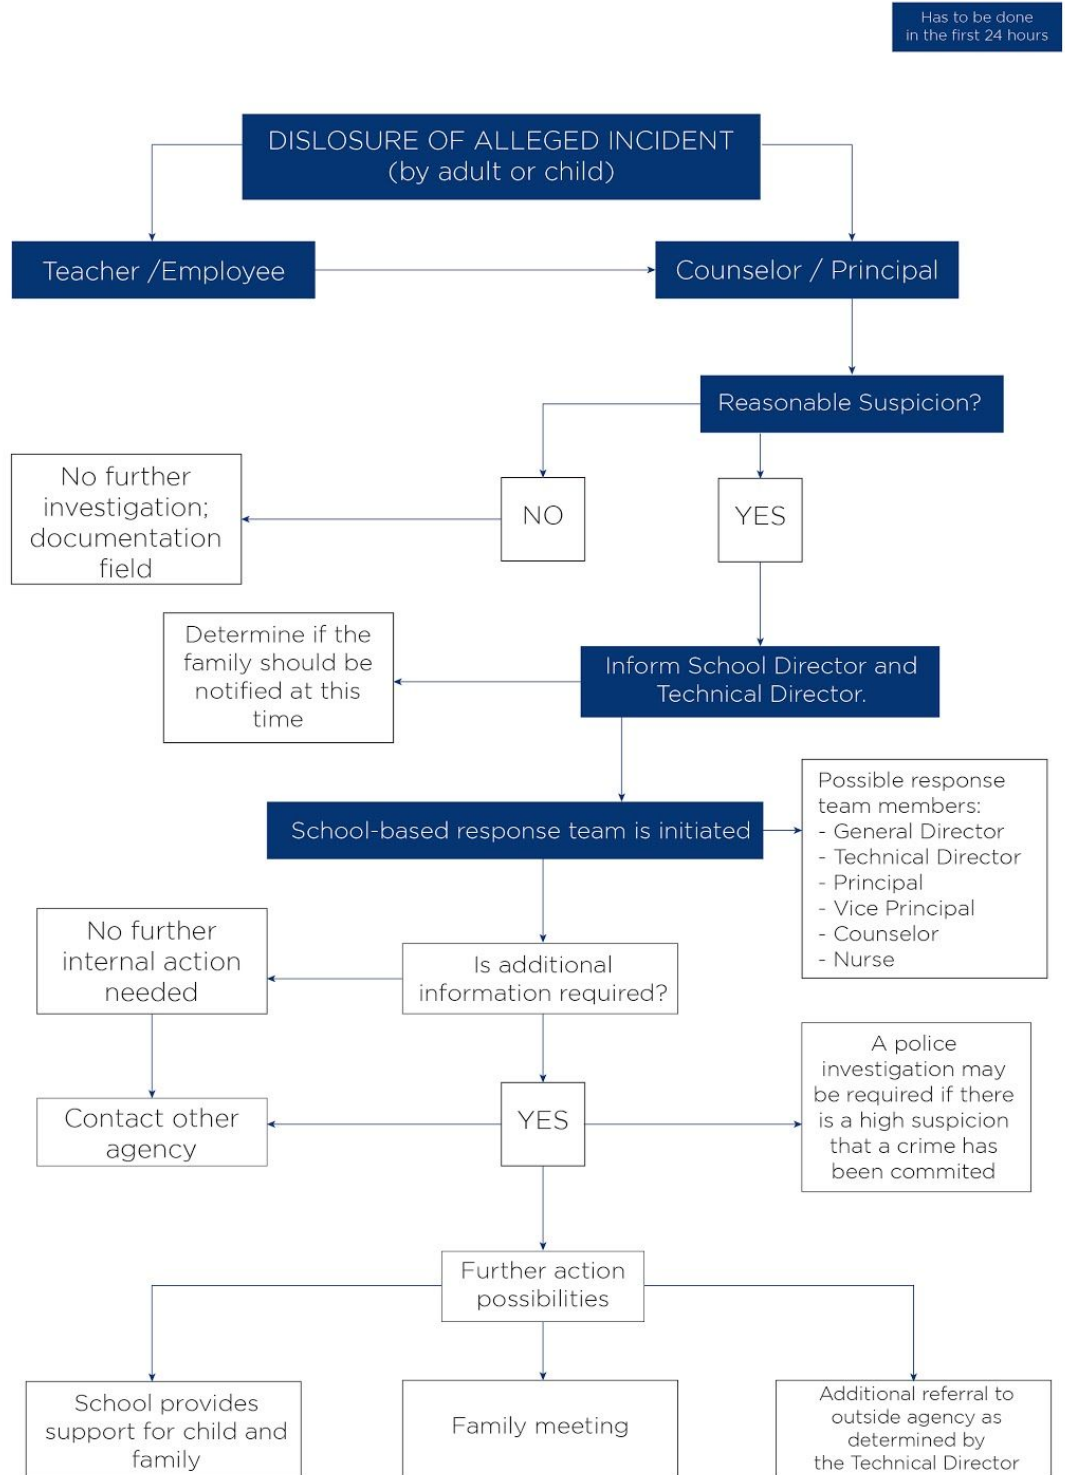 Has to be done
in the first 24 hours
DISLOSURE OF ALLEGED INCIDENT
(by adult or child)
Teacher /Employee
Counselor / Principal
Reasonable Suspicion?
No further
investigation;
documentation
field
NO
YES
Determine if the
family should be
notified at this
time
Inform School Director and
Technical Director.
School-based response team is initiated
Possible response
team members:
- General Director
- Technical Director
- Principal
- Vice Principal
- Counselor
- Nurse
No further
internal action
needed
Is additional
information required?
Contact other
agency
YES
A police
investigation may
be required if there
is a high suspicion
that a crime has
been commited
Further action
possibilities
School provides
support for child and
family
Family meeting
Additional referral to
outside agency as
determined by
the Technical Director